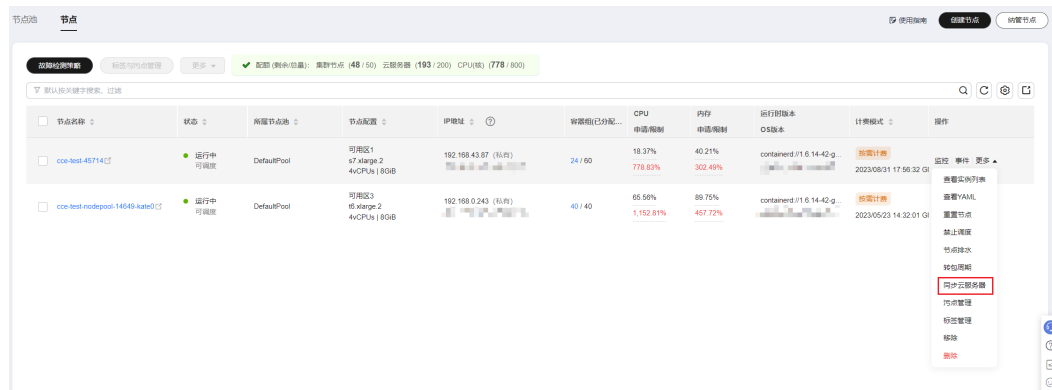 节点池 节点 使用指南 创建节点 纳管节点
故障检测策略 标签与污点管理 更多 配额 (剩余/总量): 集群节点 (48 / 50) 云服务器 (193 / 200) CPU(核) (778 / 800)
默认按关键字搜索、过滤
节点名称 状态 所属节点池 节点配置 IP地址 容器组(已分配... CPU 申请/限制 内存 申请/限制 运行时版本 OS版本 计费模式 操作
cce-test-45714 运行中 可调度 DefaultPool 可用区1 s7.xlarge.2 4vCPUs | 8GiB 192.168.43.87 (私有) 24 / 60 18.37% 778.83% 40.21% 302.49% containerd://1.6.14-42-g... 按需计费 2023/08/31 17:56:32 GI 监控 事件 更多
cce-test-nodepool-14649-kate0 运行中 可调度 DefaultPool 可用区3 t6.xlarge.2 4vCPUs | 8GiB 192.168.0.243 (私有) 40 / 40 65.56% 1,152.81% 89.75% 457.72% containerd://1.6.14-42-g... 按需计费 2023/05/23 14:32:01 GI
查看实例列表
查看YAML
重置节点
禁止调度
节点排水
转包周期
同步云服务器
污点管理
标签管理
移除
删除